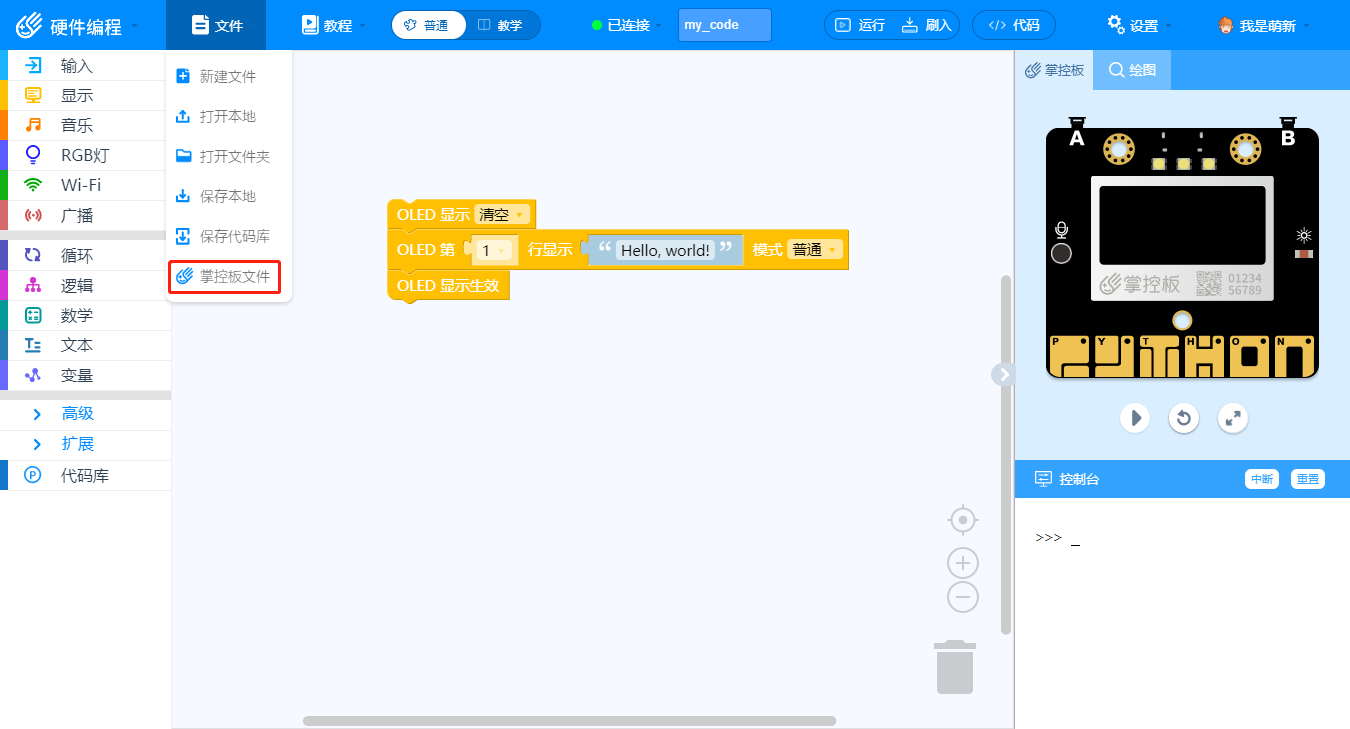 硬件编程
文件
教程
普通
教学
已连接
my_code
运行
刷入
</> 代码
设置
我是萌新
输入
显示
音乐
RGB灯
Wi-Fi
广播
循环
逻辑
数学
文本
变量
高级
扩展
代码库
新建文件
打开本地
打开文件夹
保存本地
保存代码库
掌控板文件
OLED 显示 清空
OLED 第 1 行显示 “ Hello, world! ” 模式 普通
OLED 显示生效
掌控板
绘图
A
B
掌控板
01234
56789
P Y T H O N
控制台
中断
重置
>>> _